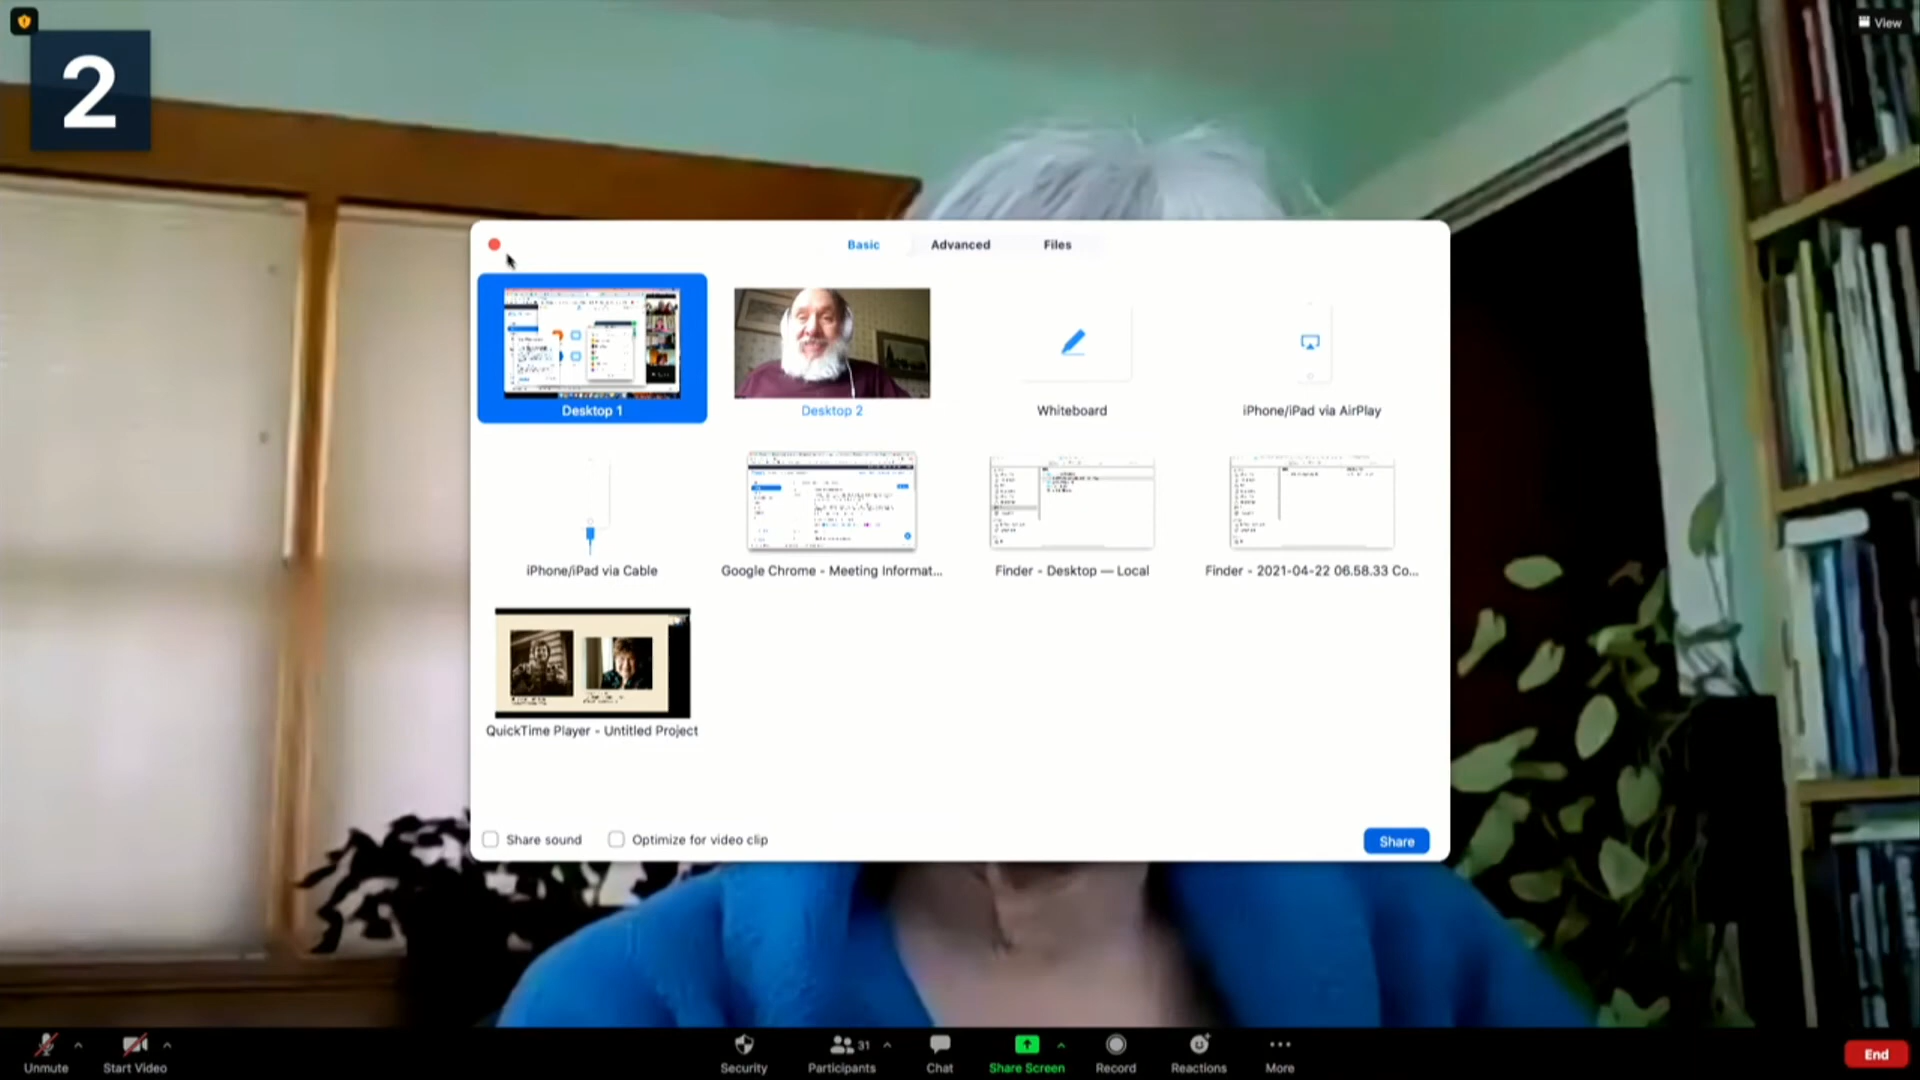 View
2
Basic Advanced Files
Desktop 1
Desktop 2
Whiteboard
iPhone/iPad via AirPlay
iPhone/iPad via Cable
Google Chrome - Meeting Informat...
Finder - Desktop — Local
Finder - 2021-04-22 06.58.33 Co...
QuickTime Player - Untitled Project
Share sound
Optimize for video clip
Share
Unmute
Start Video
Security
31
Participants
Chat
Share Screen
Record
Reactions
More
End